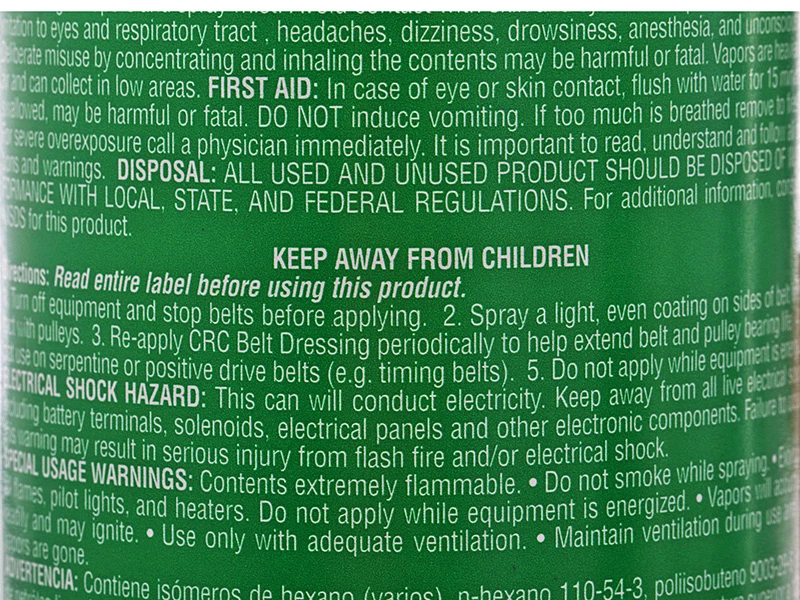 to eyes and respiratory tract , headaches, dizziness, drowsiness, anesthesia, and
misuse by concentrating and inhaling the contents may be harmful or fatal. Vapors are
and can collect in low areas. FIRST AID: In case of eye or skin contact, flush with water for 15
may be harmful or fatal. DO NOT induce vomiting. If too much is breathed remove to
severe overexposure call a physician immediately. It is important to read, understand and follow
and warnings. DISPOSAL: ALL USED AND UNUSED PRODUCT SHOULD BE DISPOSED OF
WITH LOCAL, STATE, AND FEDERAL REGULATIONS. For additional information,
for this product.
KEEP AWAY FROM CHILDREN
Read entire label before using this product.
off equipment and stop belts before applying. 2. Spray a light, even coating on sides of
with pulleys. 3. Re-apply CRC Belt Dressing periodically to help extend belt and pulley bearing
use on serpentine or positive drive belts (e.g. timing belts). 5. Do not apply while equipment is
ELECTRICAL SHOCK HAZARD: This can will conduct electricity. Keep away from all live electrical
battery terminals, solenoids, electrical panels and other electronic components. Failure to
warning may result in serious injury from flash fire and/or electrical shock.
SPECIAL USAGE WARNINGS: Contents extremely flammable. • Do not smoke while spraying. •
flames, pilot lights, and heaters. Do not apply while equipment is energized. • Vapors will
and may ignite. • Use only with adequate ventilation. • Maintain ventilation during use
are gone.
ADVERTENCIA: Contiene isómeros de hexano (varios), n-hexano 110-54-3, poliisobuteno